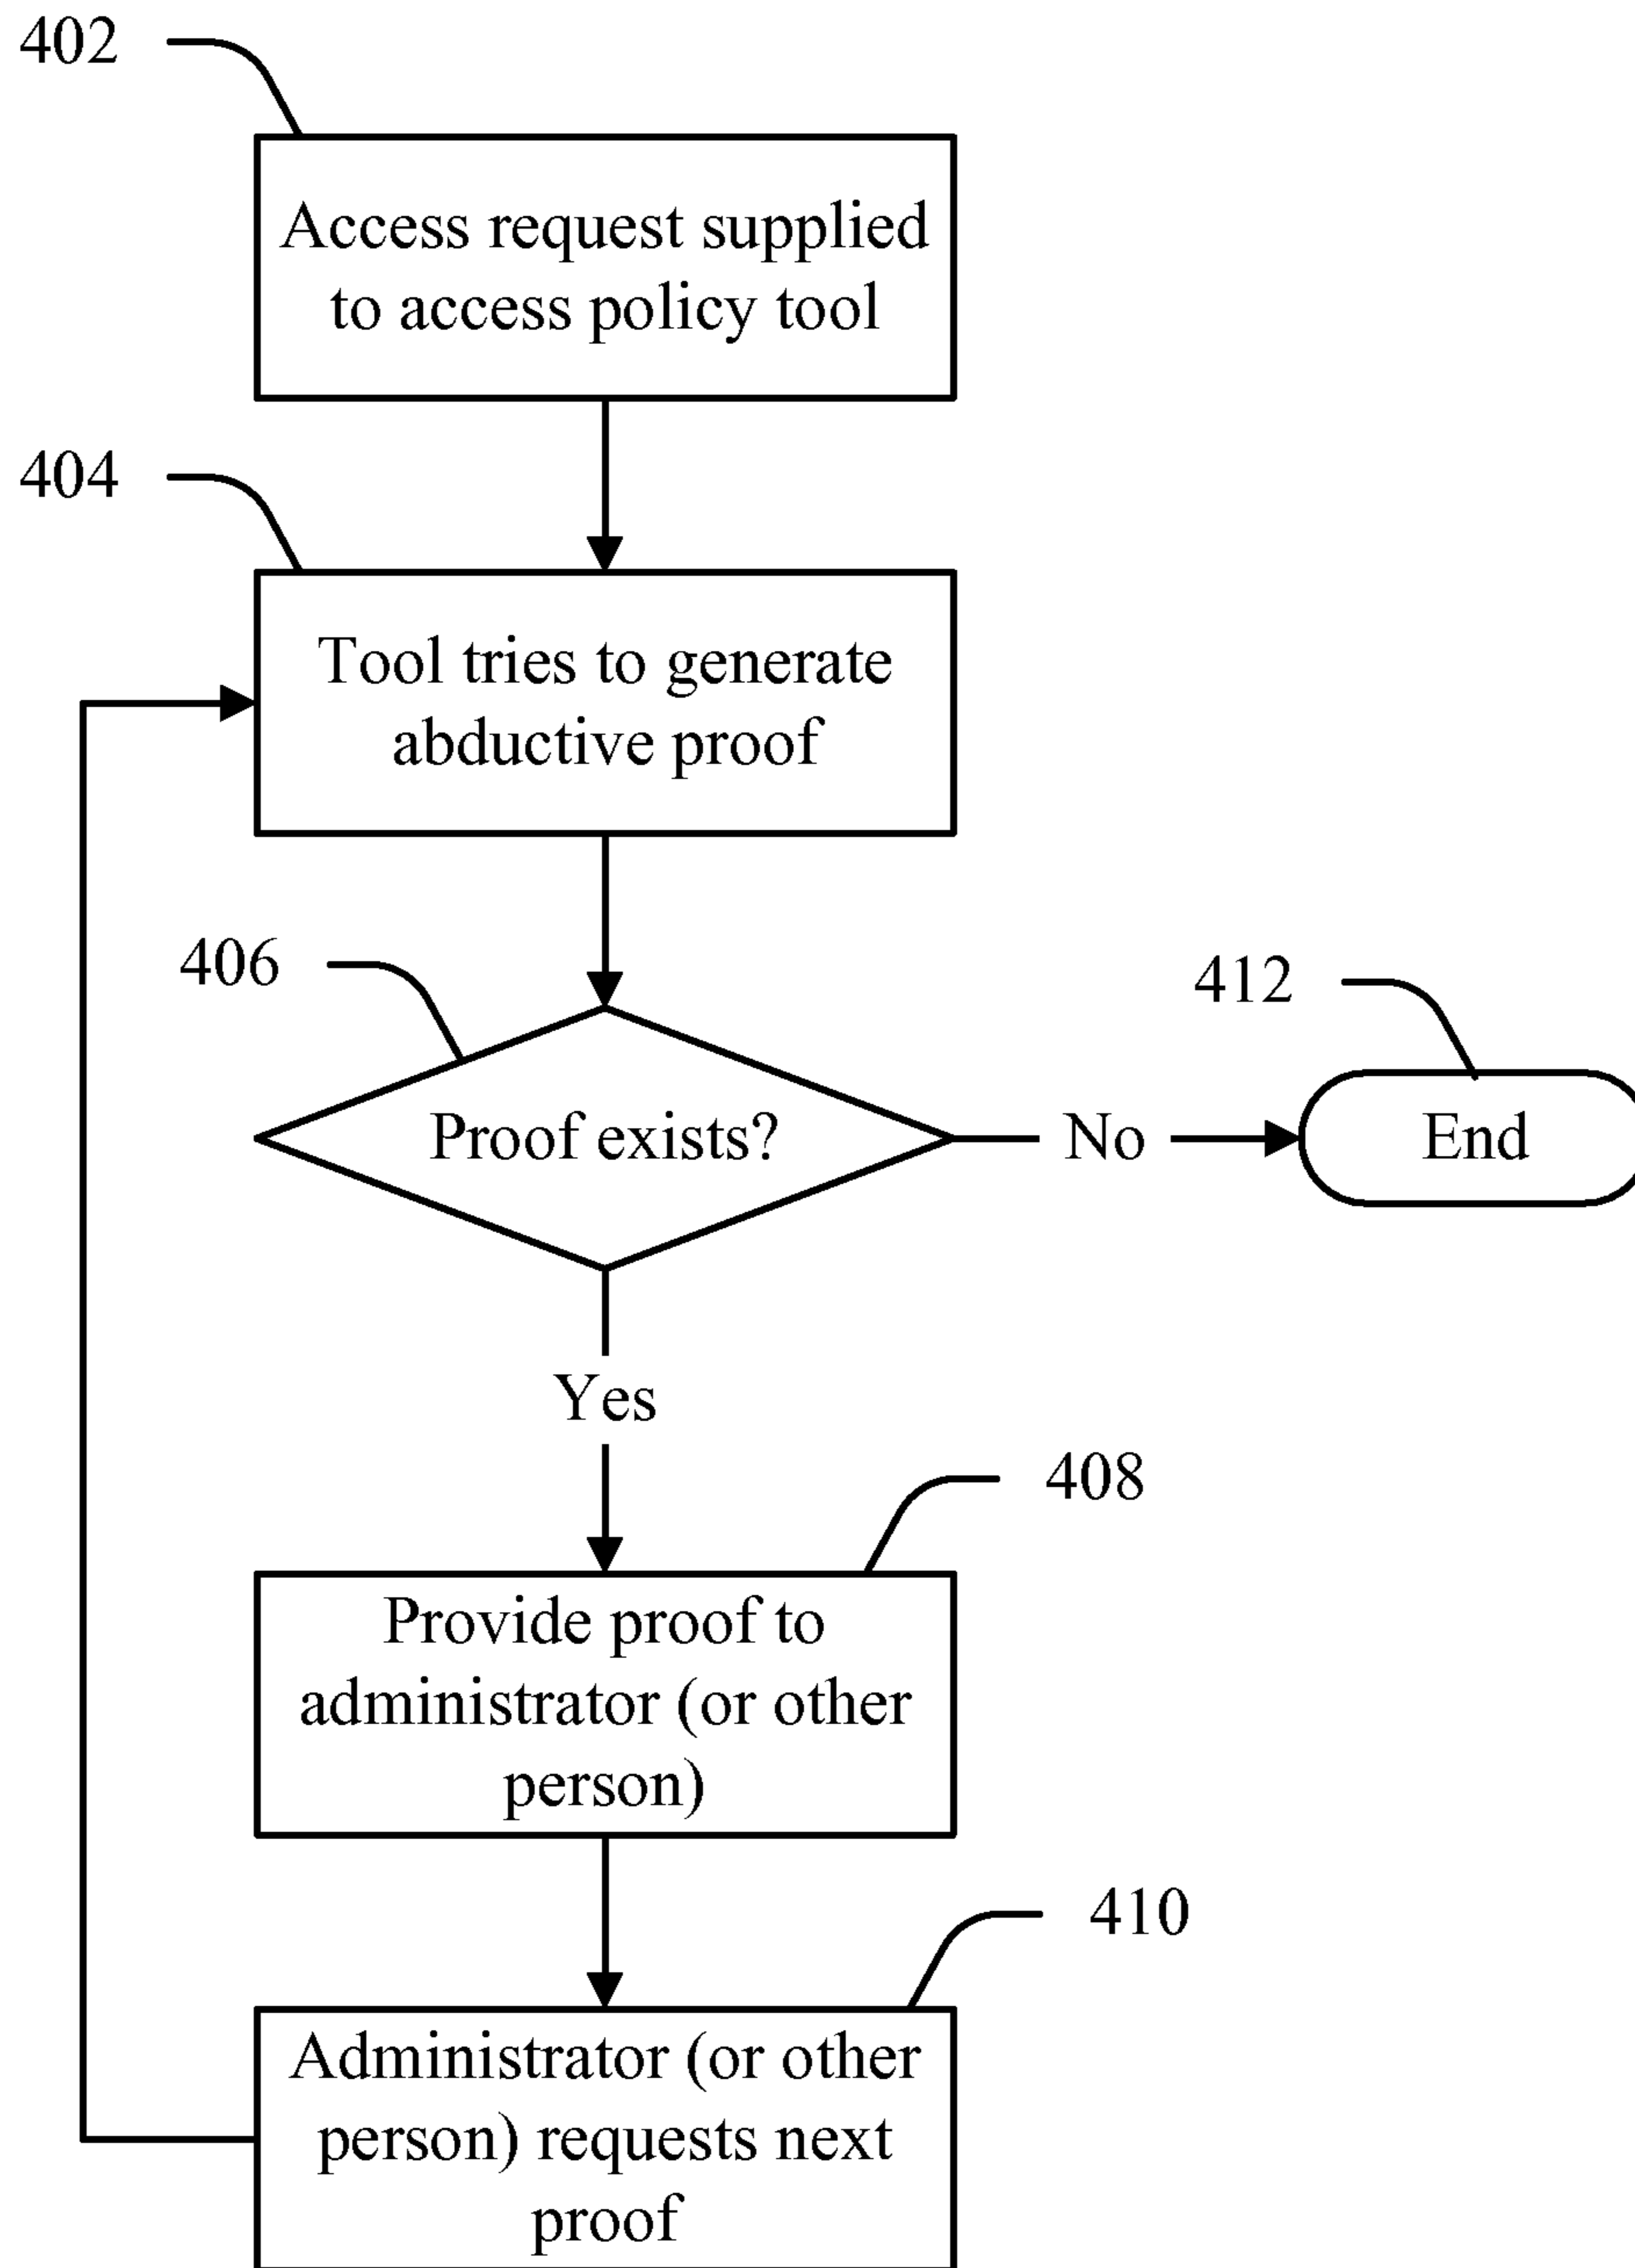 402
Access request supplied
to access policy tool
404
Tool tries to generate
abductive proof
406
412
Proof exists?
No
End
Yes
408
Provide proof to
administrator (or other
person)
410
Administrator (or other
person) requests next
proof